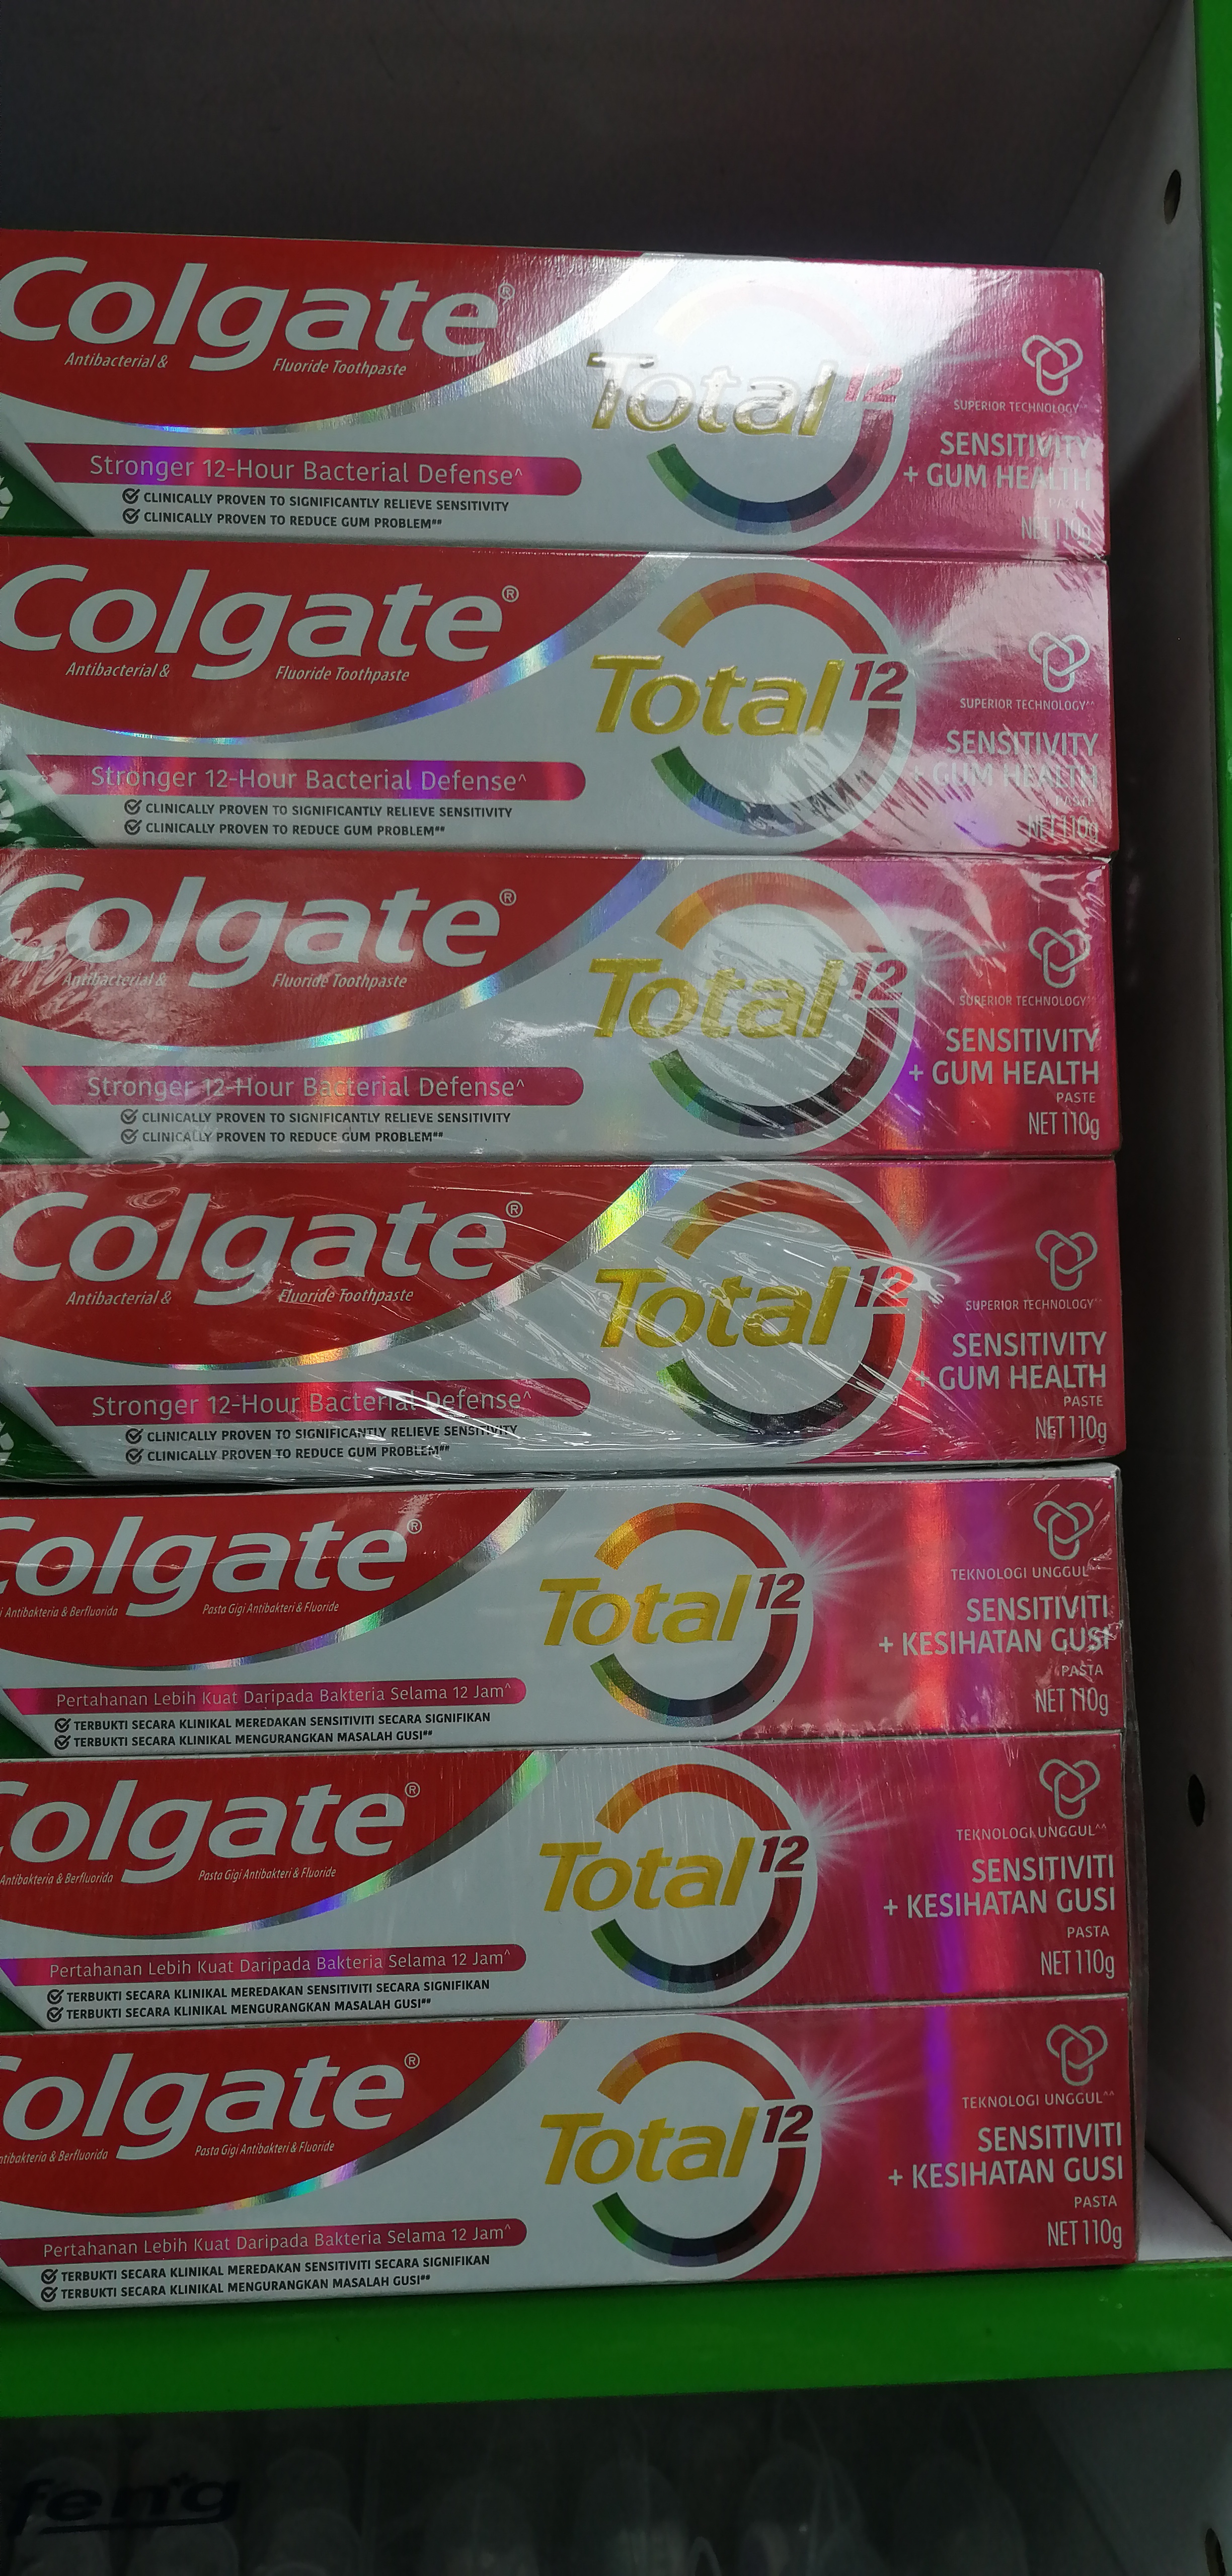 Colgate®
Antibacterial & Fluoride Toothpaste
Total 12
SUPERIOR TECHNOLOGY
SENSITIVITY
+ GUM HEALTH
NET 110g
Stronger 12-Hour Bacterial Defense^
CLINICALLY PROVEN TO SIGNIFICANTLY RELIEVE SENSITIVITY
CLINICALLY PROVEN TO REDUCE GUM PROBLEM##
Colgate®
Antibacterial & Fluoride Toothpaste
Total 12
SUPERIOR TECHNOLOGY^^
SENSITIVITY
+ GUM HEALTH
NET 110g
Stronger 12-Hour Bacterial Defense^
CLINICALLY PROVEN TO SIGNIFICANTLY RELIEVE SENSITIVITY
CLINICALLY PROVEN TO REDUCE GUM PROBLEM##
Colgate®
Antibacterial & Fluoride Toothpaste
Total 12
SUPERIOR TECHNOLOGY^^
SENSITIVITY
+ GUM HEALTH
PASTE
NET 110g
Stronger 12-Hour Bacterial Defense^
CLINICALLY PROVEN TO SIGNIFICANTLY RELIEVE SENSITIVITY
CLINICALLY PROVEN TO REDUCE GUM PROBLEM##
Colgate®
Antibacterial & Fluoride Toothpaste
Total 12
SUPERIOR TECHNOLOGY^^
SENSITIVITY
+ GUM HEALTH
PASTE
NET 110g
Stronger 12-Hour Bacterial Defense^
CLINICALLY PROVEN TO SIGNIFICANTLY RELIEVE SENSITIVITY
CLINICALLY PROVEN TO REDUCE GUM PROBLEM##
Colgate®
i Antibakteria & Berfluorida Pasta Gigi Antibakteri & Fluoride
Total 12
TEKNOLOGI UNGGUL^^
SENSITIVITI
+ KESIHATAN GUSI
PASTA
NET 110g
Pertahanan Lebih Kuat Daripada Bakteria Selama 12 Jam^
TERBUKTI SECARA KLINIKAL MEREDAKAN SENSITIVITI SECARA SIGNIFIKAN
TERBUKTI SECARA KLINIKAL MENGURANGKAN MASALAH GUSI##
Colgate®
Antibakteria & Berfluorida Pasta Gigi Antibakteri & Fluoride
Total 12
TEKNOLOGI UNGGUL^^
SENSITIVITI
+ KESIHATAN GUSI
PASTA
NET 110g
Pertahanan Lebih Kuat Daripada Bakteria Selama 12 Jam^
TERBUKTI SECARA KLINIKAL MEREDAKAN SENSITIVITI SECARA SIGNIFIKAN
TERBUKTI SECARA KLINIKAL MENGURANGKAN MASALAH GUSI##
Colgate®
ntibakteria & Berfluorida Pasta Gigi Antibakteri & Fluoride
Total 12
TEKNOLOGI UNGGUL^^
SENSITIVITI
+ KESIHATAN GUSI
PASTA
NET 110g
Pertahanan Lebih Kuat Daripada Bakteria Selama 12 Jam^
TERBUKTI SECARA KLINIKAL MEREDAKAN SENSITIVITI SECARA SIGNIFIKAN
TERBUKTI SECARA KLINIKAL MENGURANGKAN MASALAH GUSI##
feng